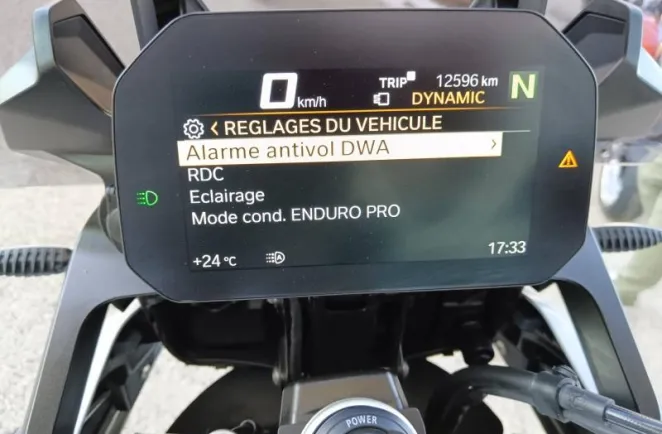 0 km/h TRIP 12596 km N
DYNAMIC
< REGLAGES DU VEHICULE
Alarme antivol DWA >
RDC
Eclairage
Mode cond. ENDURO PRO
+24 °C 17:33
POWER